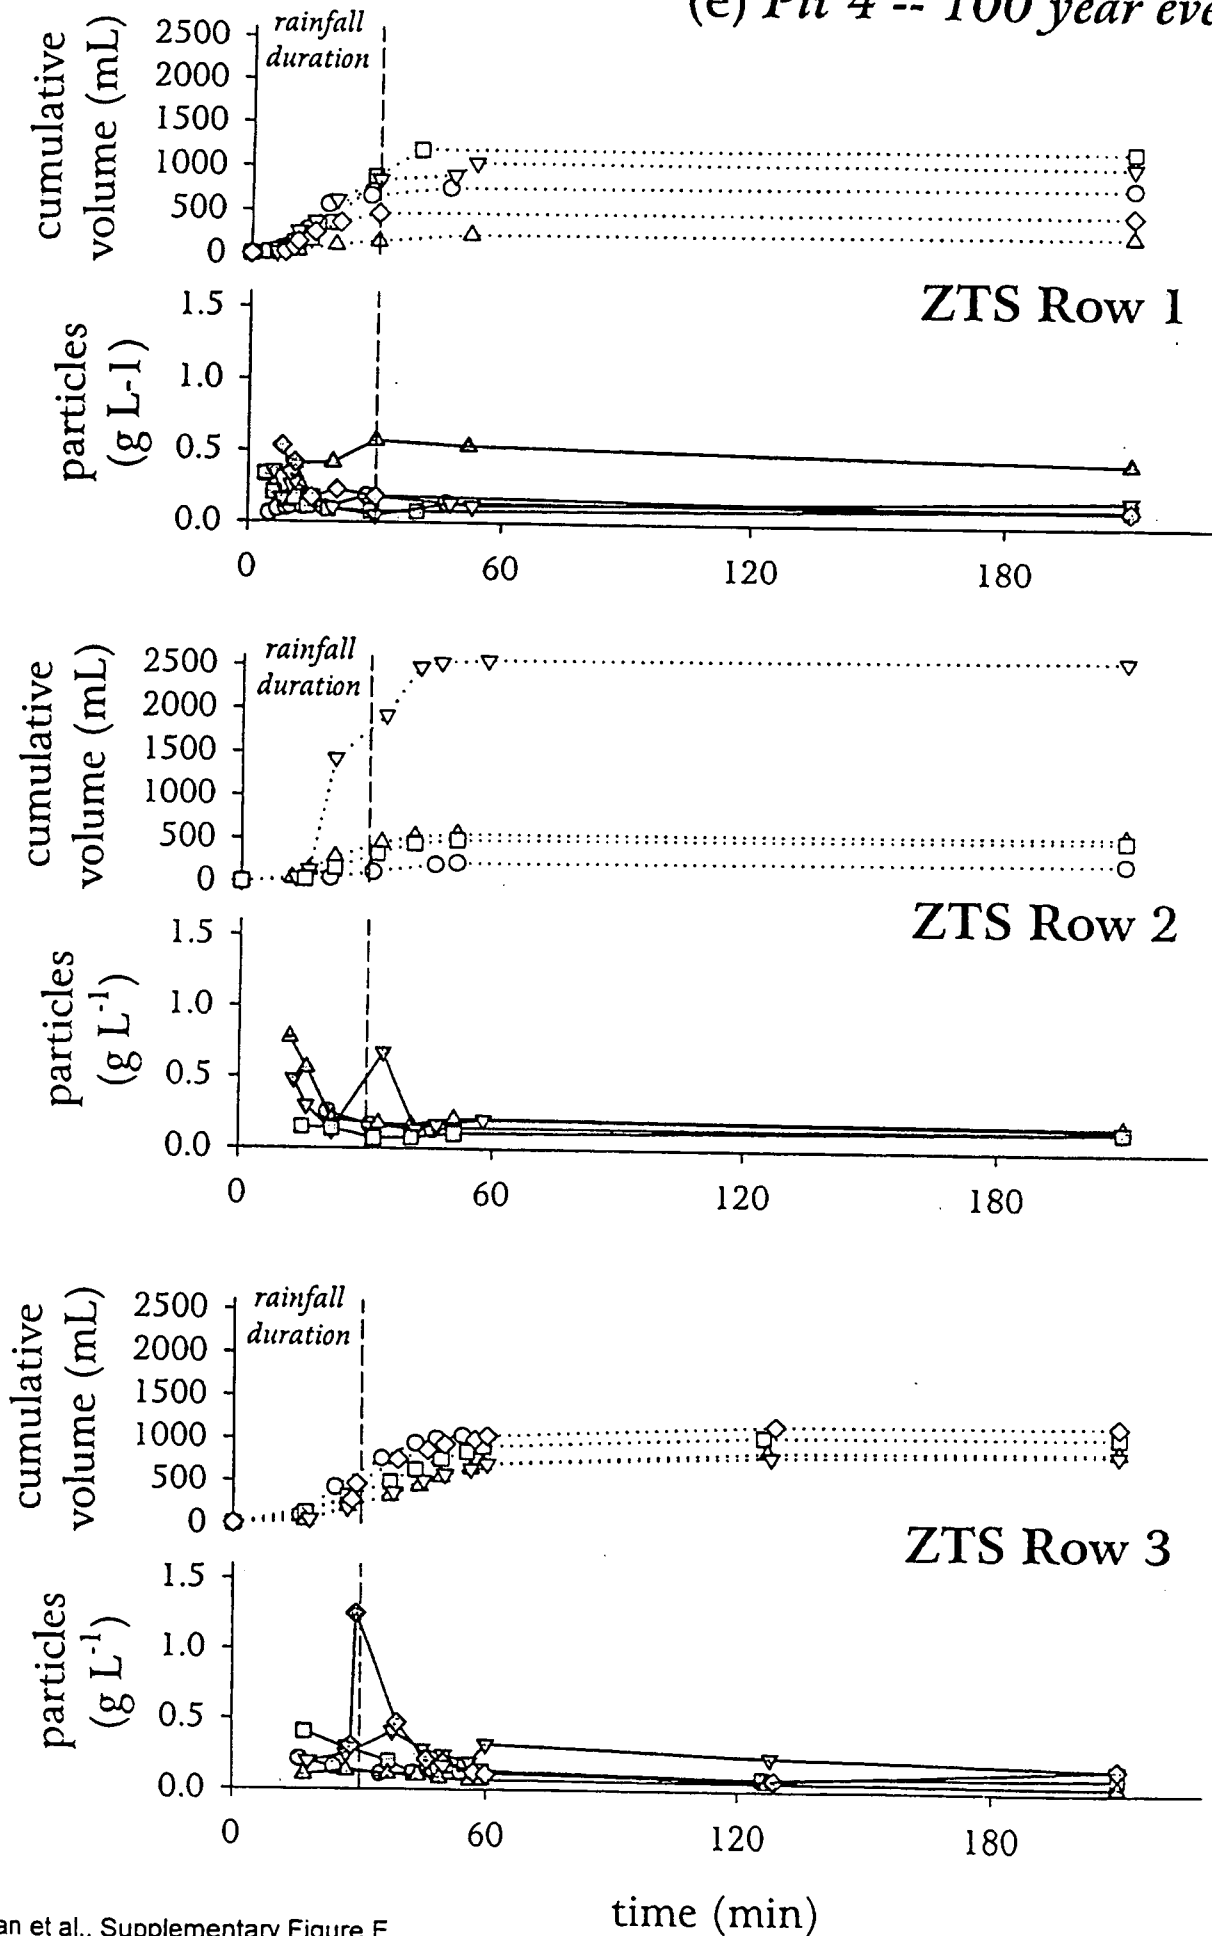 (e) Pit 4 -- 100 year eve
rainfall
duration
cumulative
volume (mL)
2500
2000
1500
1000
500
0
ZTS Row 1
particles
(g L-1)
1.5
1.0
0.5
0.0
0 60 120 180
rainfall
duration
cumulative
volume (mL)
2500
2000
1500
1000
500
0
ZTS Row 2
particles
(g L-1)
1.5
1.0
0.5
0.0
0 60 120 180
rainfall
duration
cumulative
volume (mL)
2500
2000
1500
1000
500
0
ZTS Row 3
particles
(g L-1)
1.5
1.0
0.5
0.0
0 60 120 180
time (min)
an et al., Supplementary Figure E